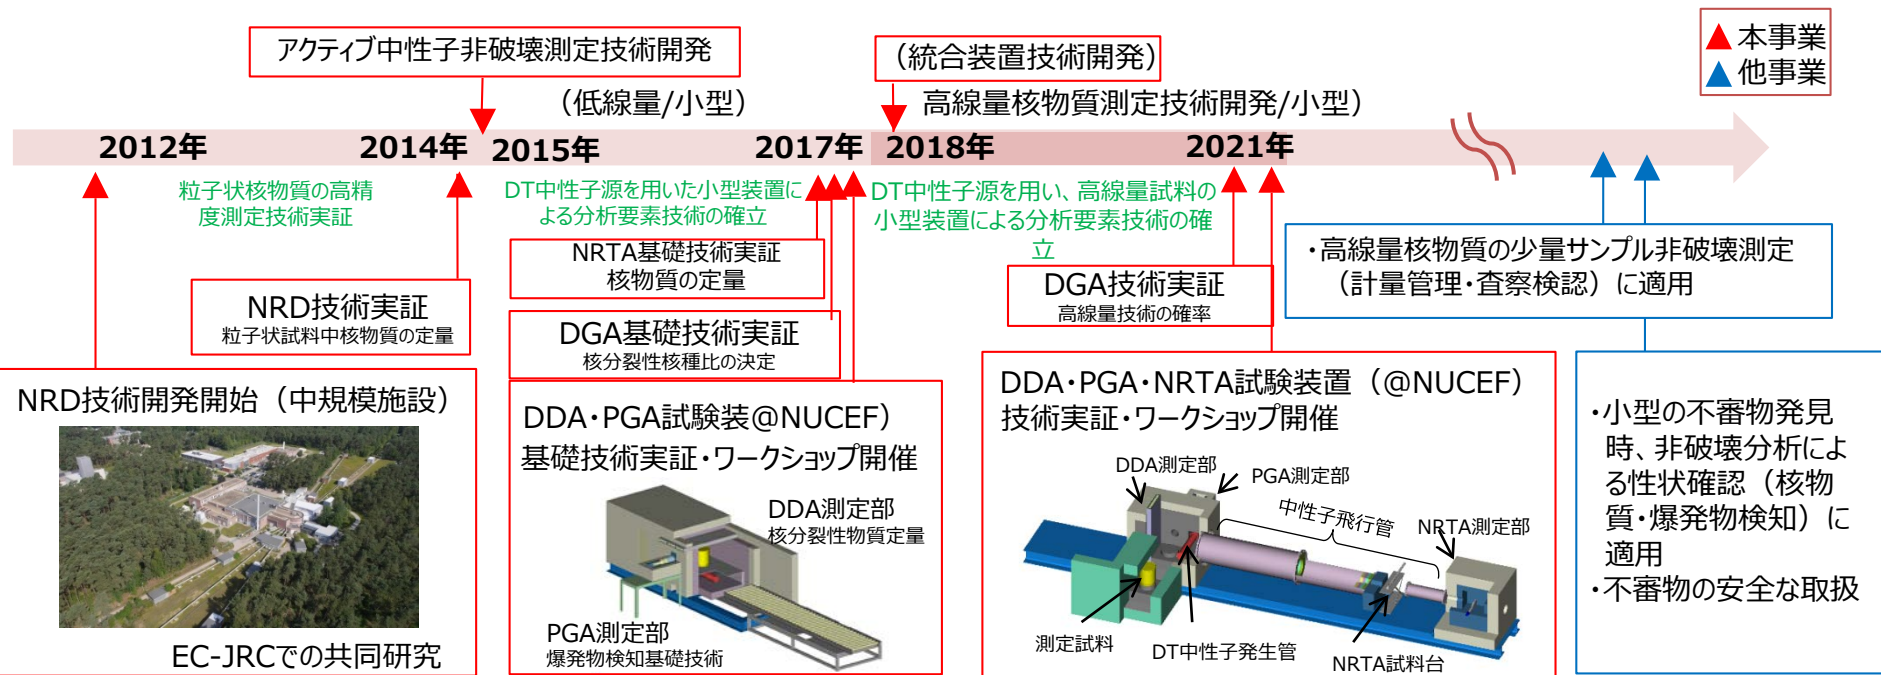 アクティブ中性子非破壊測定技術開発
（統合装置技術開発）
本事業
他事業
（低線量/小型）
高線量核物質測定技術開発/小型）
2012年
2014年
2015年
2017年
2018年
2021年
粒子状核物質の高精
度測定技術実証
DT中性子源を用いた小型装置に
よる分析要素技術の確立
DT中性子源を用い、高線量試料の
小型装置による分析要素技術の確
立
NRD技術実証
粒子状試料中核物質の定量
NRTA基礎技術実証
核物質の定量
DGA基礎技術実証
核分裂性核種比の決定
DGA技術実証
高線量技術の確率
・高線量核物質の少量サンプル非破壊測定
（計量管理・査察検認）に適用
NRD技術開発開始（中規模施設）
EC-JRCでの共同研究
DDA・PGA試験装@NUCEF）
基礎技術実証・ワークショップ開催
DDA測定部
核分裂性物質定量
PGA測定部
爆発物検知基礎技術
DDA・PGA・NRTA試験装置（@NUCEF）
技術実証・ワークショップ開催
DDA測定部
PGA測定部
中性子飛行管
NRTA測定部
測定試料
DT中性子発生管
NRTA試料台
・小型の不審物発見
時、非破壊分析によ
る性状確認（核物
質・爆発物検知）に
適用
・不審物の安全な取扱